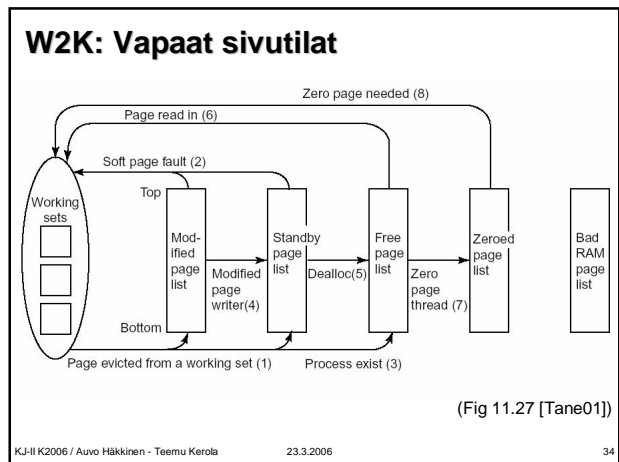 W2K: Vapaat sivutilat
Zero page needed (8)
Page read in (6)
Soft page fault (2)
Working
sets
Top
Bottom
Mod-
ified
page
list
Modified
page
writer(4)
Standby
page
list
Dealloc(5)
Free
page
list
Zero
page
thread (7)
Zeroed
page
list
Bad
RAM
page
list
Page evicted from a working set (1)
Process exist (3)
(Fig 11.27 [Tane01])
KJ-II K2006 / Auvo Häkkinen - Teemu Kerola
23.3.2006
34